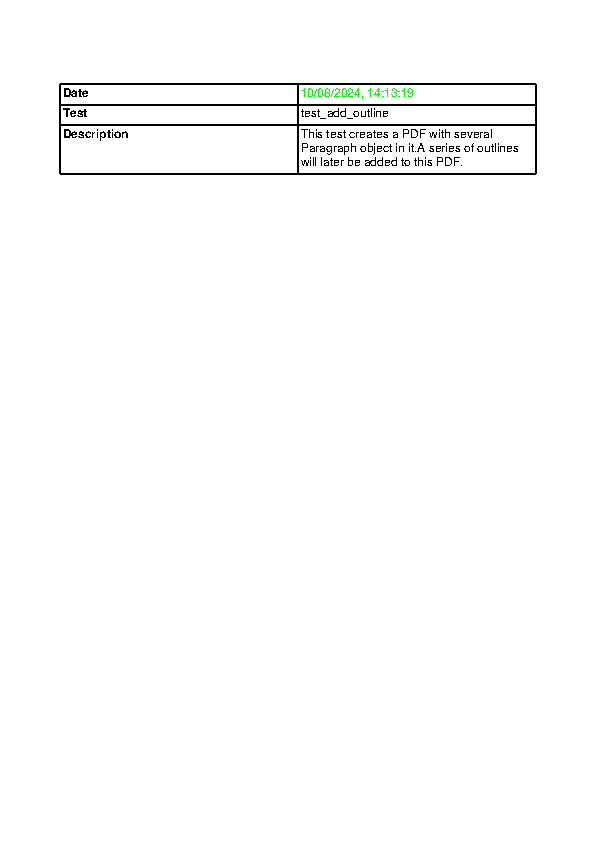 Date 10/08/2024, 14:13:19
Test test_add_outline
Description This test creates a PDF with several
Paragraph object in it.A series of outlines
will later be added to this PDF.